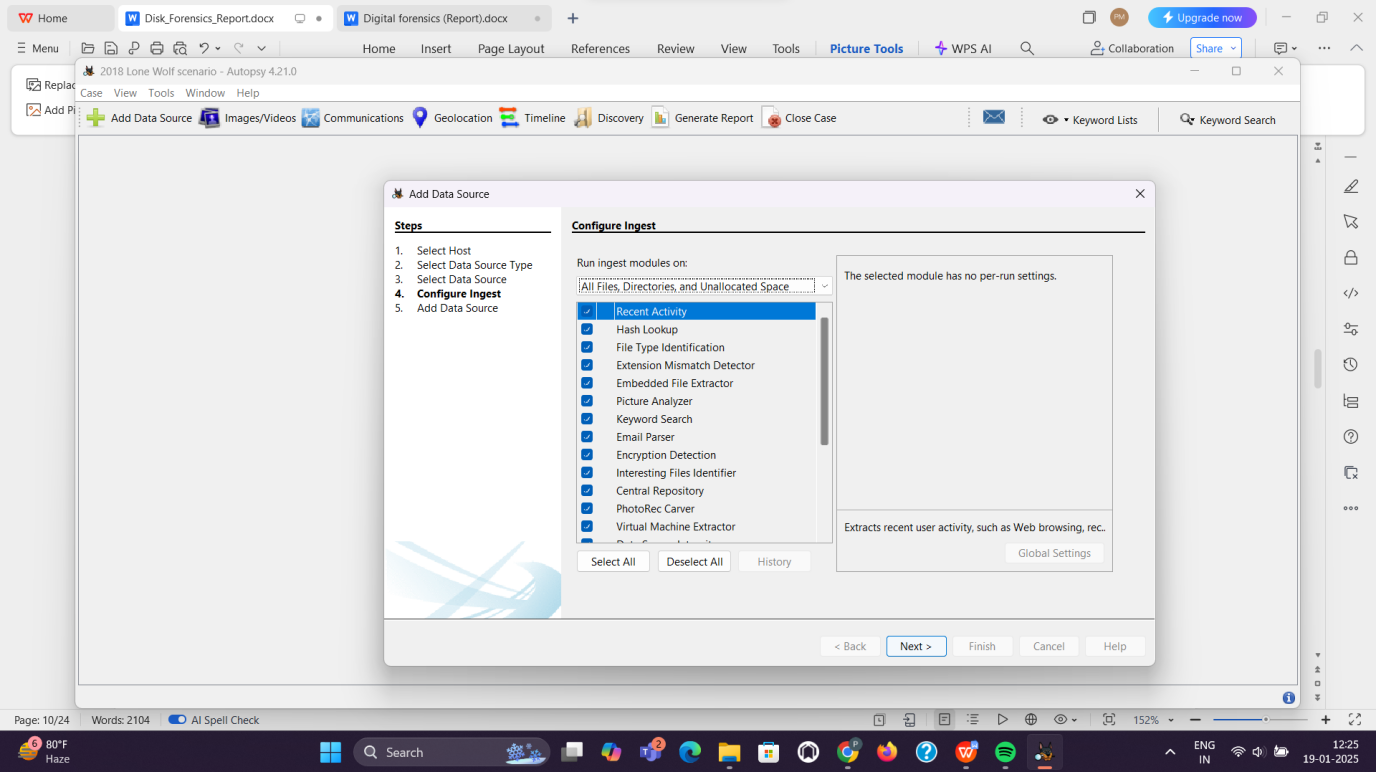 Home
Disk_Forensics_Report.docx
Digital forensics (Report).docx
PM
Upgrade now
Menu
Home Insert Page Layout References Review View Tools Picture Tools WPS AI
Collaboration
Share
Replac
Add Pi
2018 Lone Wolf scenario - Autopsy 4.21.0
Case View Tools Window Help
Add Data Source Images/Videos Communications Geolocation Timeline Discovery Generate Report Close Case Keyword Lists Keyword Search
Add Data Source
Steps
1. Select Host
2. Select Data Source Type
3. Select Data Source
4. Configure Ingest
5. Add Data Source
Configure Ingest
Run ingest modules on:
All Files, Directories, and Unallocated Space
Recent Activity
Hash Lookup
File Type Identification
Extension Mismatch Detector
Embedded File Extractor
Picture Analyzer
Keyword Search
Email Parser
Encryption Detection
Interesting Files Identifier
Central Repository
PhotoRec Carver
Virtual Machine Extractor
Select All Deselect All History
The selected module has no per-run settings.
Extracts recent user activity, such as Web browsing, rec..
Global Settings
< Back Next > Finish Cancel Help
Page: 10/24 Words: 2104 AI Spell Check
152%
6
80°F
Haze
Search
2
P
ENG
IN
12:25
19-01-2025